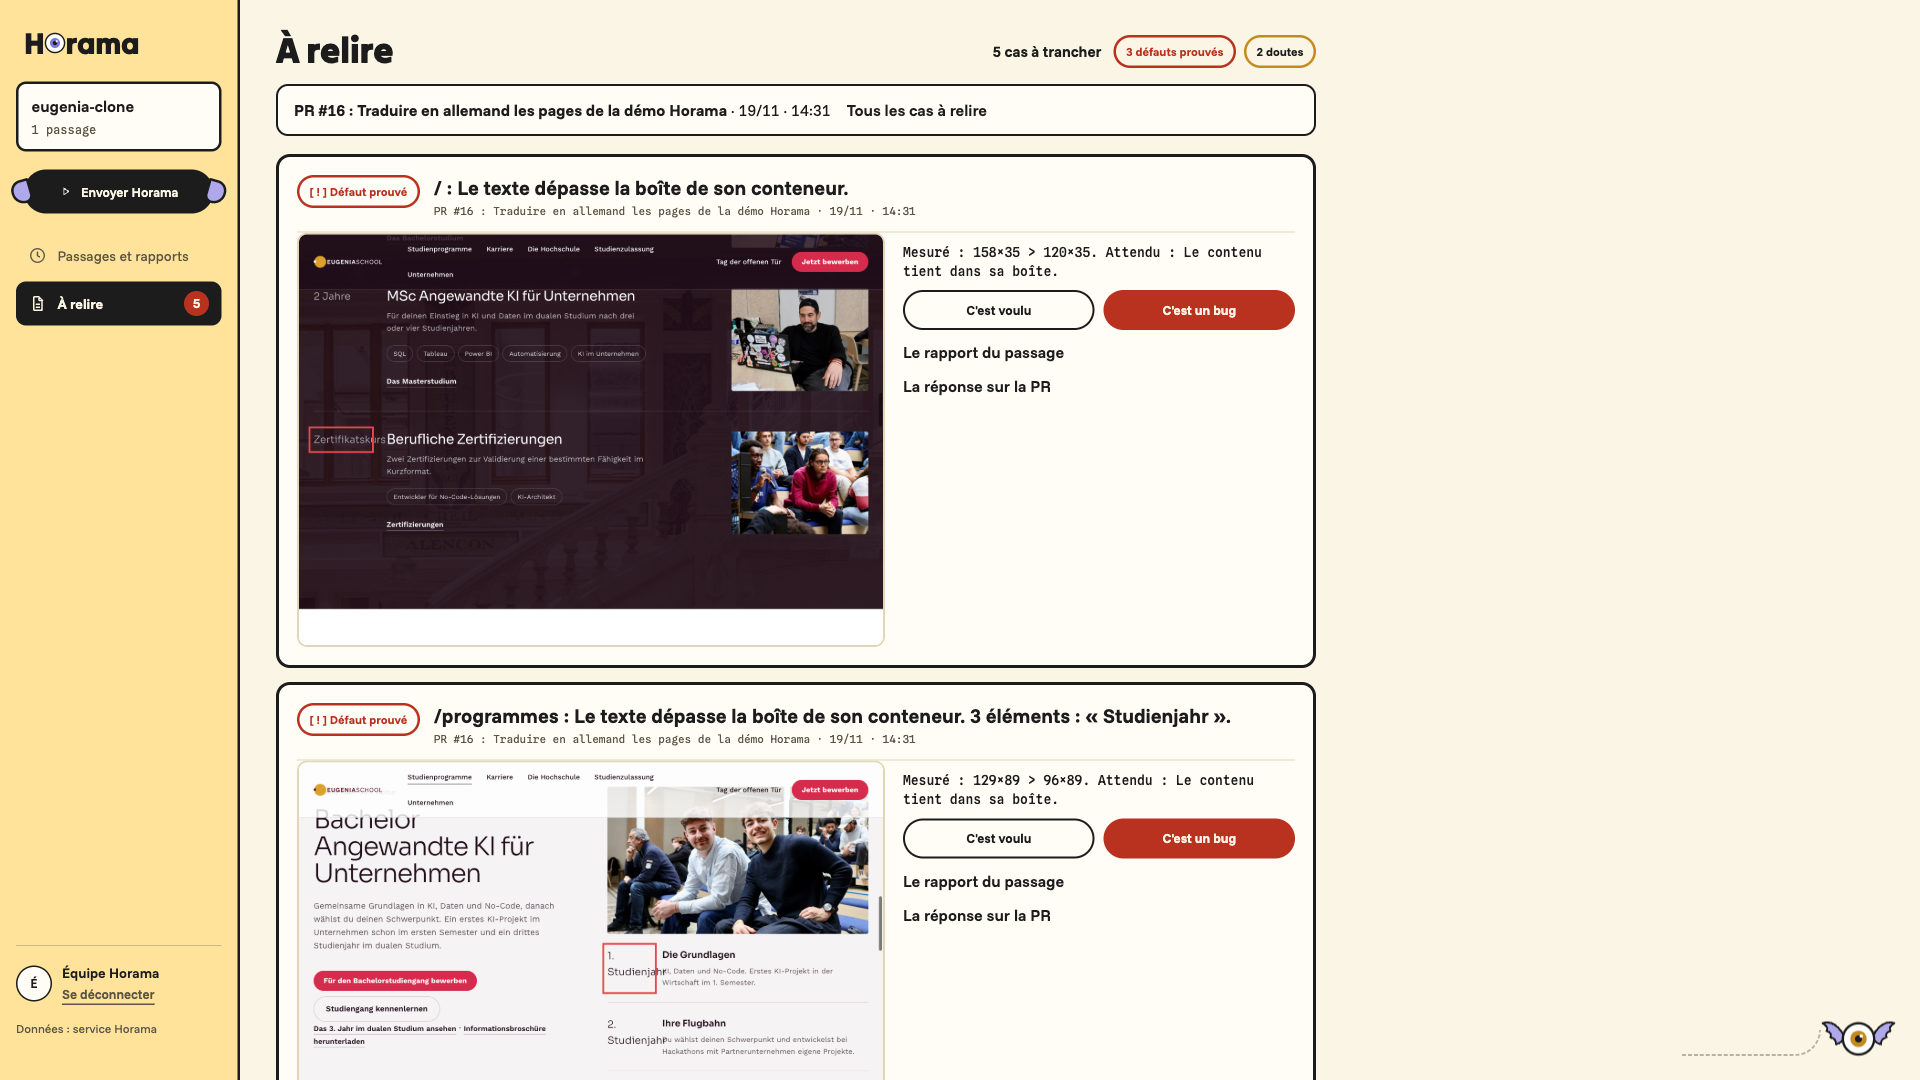 Horama
eugenia-clone
1 passage
Envoyer Horama
Passages et rapports
À relire
5
Équipe Horama
É
Se déconnecter
Données : service Horama
À relire
5 cas à trancher
3 défauts prouvés
2 doutes
PR #16 : Traduire en allemand les pages de la démo Horama · 19/11 · 14:31 Tous les cas à relire
[ ! ] Défaut prouvé
/ : Le texte dépasse la boîte de son conteneur.
PR #16 : Traduire en allemand les pages de la démo Horama · 19/11 · 14:31
Das Bachelorstudium
Studienprogramme Karriere Die Hochschule Studienzulassung
EUGENIASCHOOL
Tag der offenen Tür Jetzt bewerben
Unternehmen
2 Jahre
MSc Angewandte KI für Unternehmen
Für deinen Einstieg in KI und Daten im dualen Studium nach drei
oder vier Studienjahren.
SQL Tableau Power BI Automatisierung KI im Unternehmen
Das Masterstudium
Zertifikatskurs
Berufliche Zertifizierungen
Zwei Zertifizierungen zur Validierung einer bestimmten Fähigkeit im
Kurzformat.
Entwickler für No-Code-Lösungen KI-Architekt
Zertifizierungen
ALENCON
Mesuré : 158×35 > 120×35. Attendu : Le contenu
tient dans sa boîte.
C'est voulu
C'est un bug
Le rapport du passage
La réponse sur la PR
[ ! ] Défaut prouvé
/programmes : Le texte dépasse la boîte de son conteneur. 3 éléments : « Studienjahr ».
PR #16 : Traduire en allemand les pages de la démo Horama · 19/11 · 14:31
Studienprogramme Karriere Die Hochschule Studienzulassung
EUGENIASCHOOL
Tag der offenen Tür Jetzt bewerben
Unternehmen
Bachelor
Angewandte KI für
Unternehmen
Gemeinsame Grundlagen in KI, Daten und No-Code, danach
wählst du deinen Schwerpunkt. Ein erstes KI-Projekt im
Unternehmen schon im ersten Semester und ein drittes
Studienjahr im dualen Studium.
Für den Bachelorstudiengang bewerben
Studiengang kennenlernen
Das 3. Jahr im dualen Studium ansehen · Informationsbroschüre
herunterladen
1.
Studienjahr
Die Grundlagen
KI, Daten und No-Code. Erstes KI-Projekt in der
Wirtschaft im 1. Semester.
2.
Studienjahr
Ihre Flugbahn
Du wählst deinen Schwerpunkt und entwickelst bei
Hackathons mit Partnerunternehmen eigene Projekte.
Mesuré : 129×89 > 96×89. Attendu : Le contenu
tient dans sa boîte.
C'est voulu
C'est un bug
Le rapport du passage
La réponse sur la PR